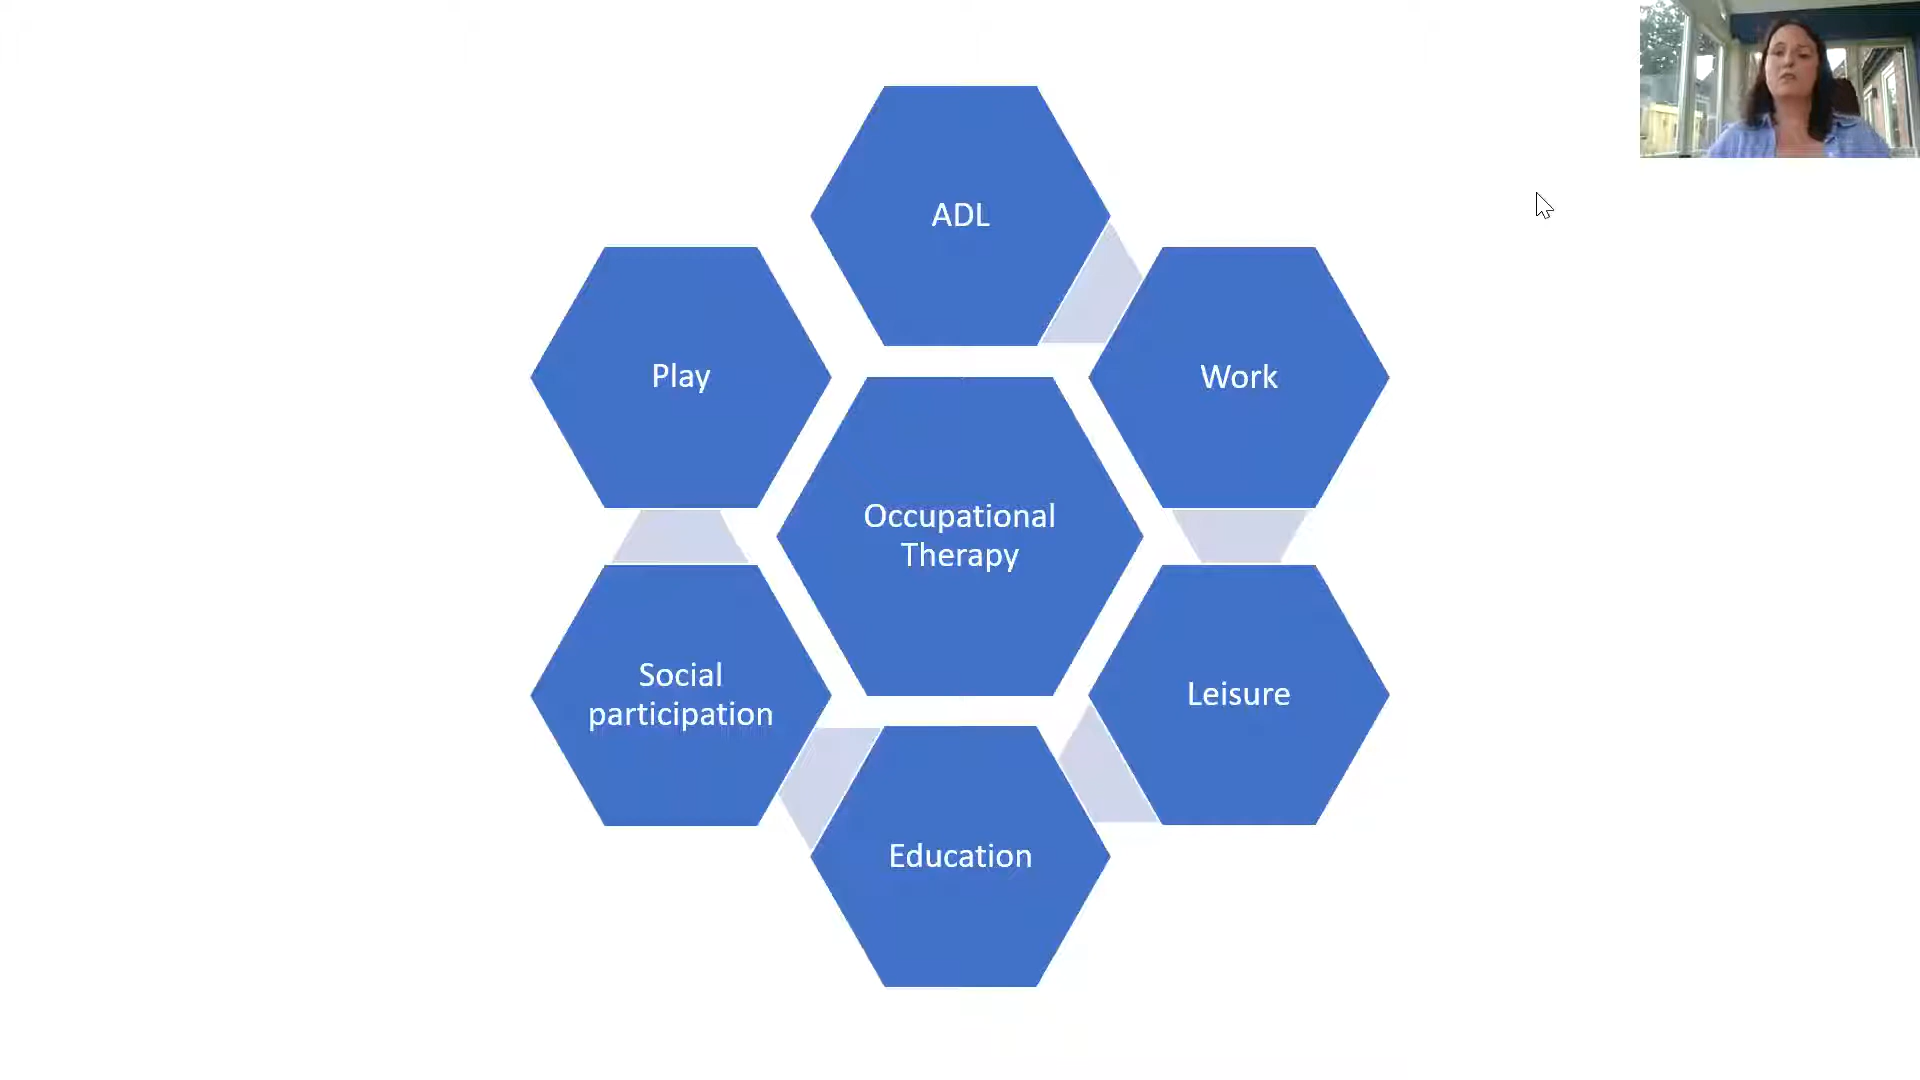 ADL
Play
Work
Occupational
Therapy
Social
participation
Leisure
Education